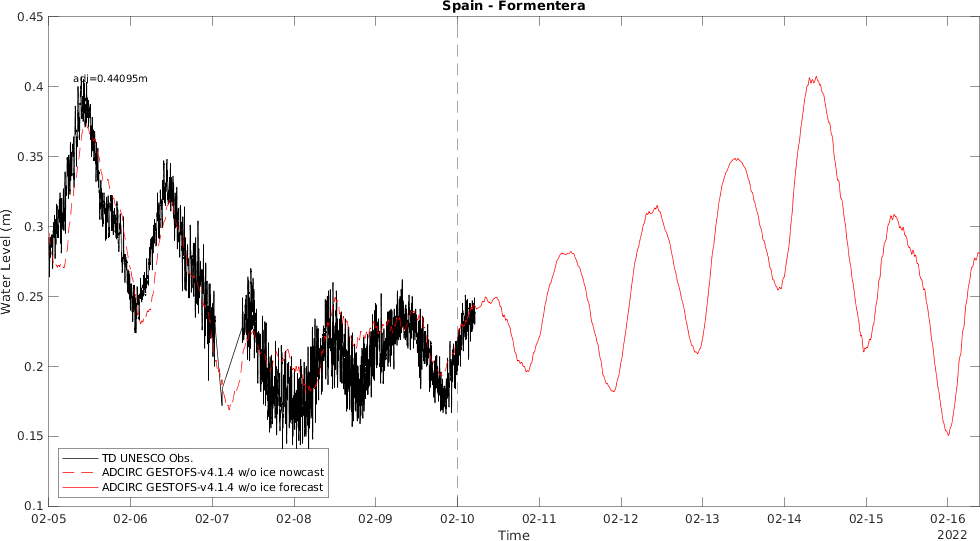 Spain - Formentera
0.45
0.4
0.35
0.3
0.25
0.2
0.15
0.1
Water Level (m)
adj=0.44095m
TD UNESCO Obs.
ADCIRC GESTOFS-v4.1.4 w/o ice nowcast
ADCIRC GESTOFS-v4.1.4 w/o ice forecast
02-05 02-06 02-07 02-08 02-09 02-10 02-11 02-12 02-13 02-14 02-15 02-16
Time
2022